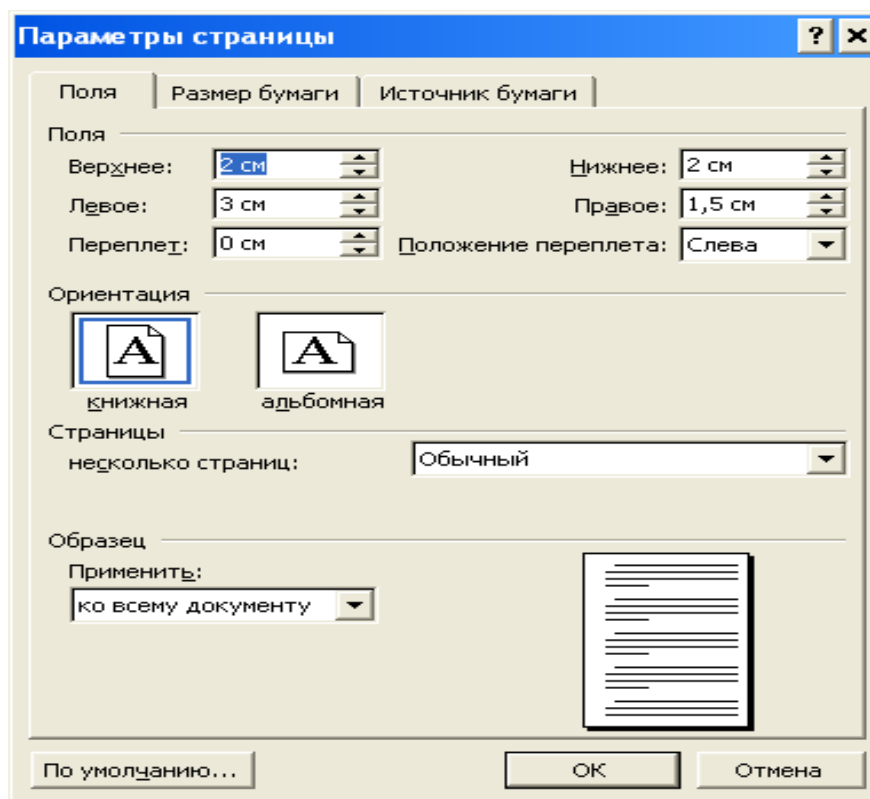 Параметры страницы
Поля Размер бумаги Источник бумаги
Поля
Верхнее: 2 см Нижнее: 2 см
Левое: 3 см Правое: 1,5 см
Переплет: 0 см Положение переплета: Слева
Ориентация
A A
книжная альбомная
Страницы
несколько страниц: Обычный
Образец
Применить:
ко всему документу
По умолчанию... ОК Отмена